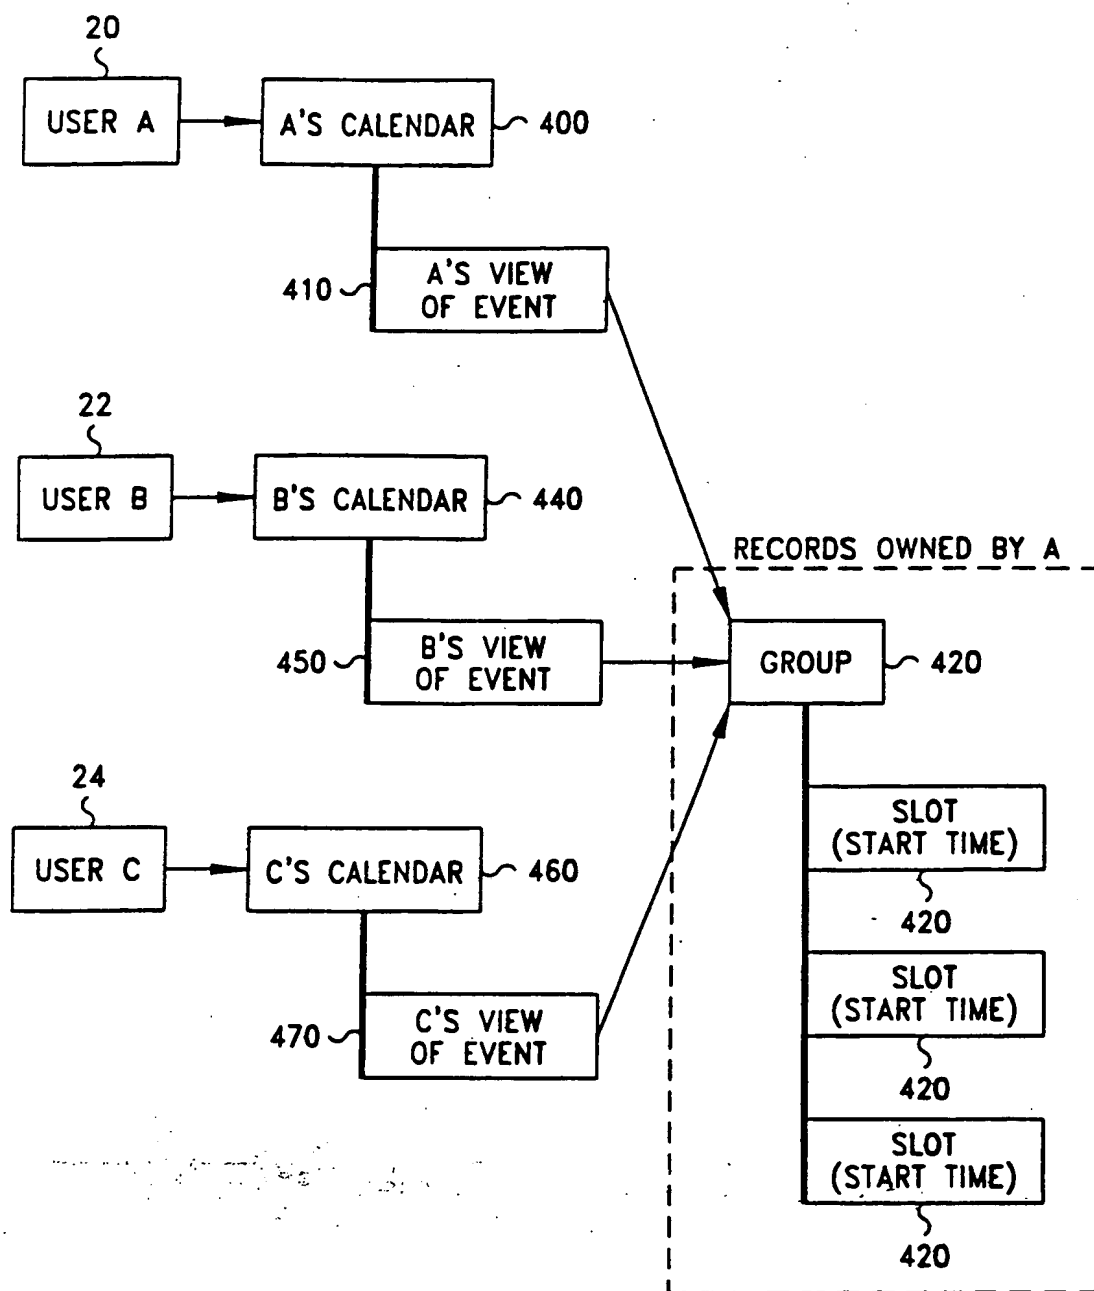 20
USER A
A'S CALENDAR
400
410
A'S VIEW
OF EVENT
22
USER B
B'S CALENDAR
440
RECORDS OWNED BY A
450
B'S VIEW
OF EVENT
GROUP
420
24
USER C
C'S CALENDAR
460
SLOT
(START TIME)
420
470
C'S VIEW
OF EVENT
SLOT
(START TIME)
420
SLOT
(START TIME)
420